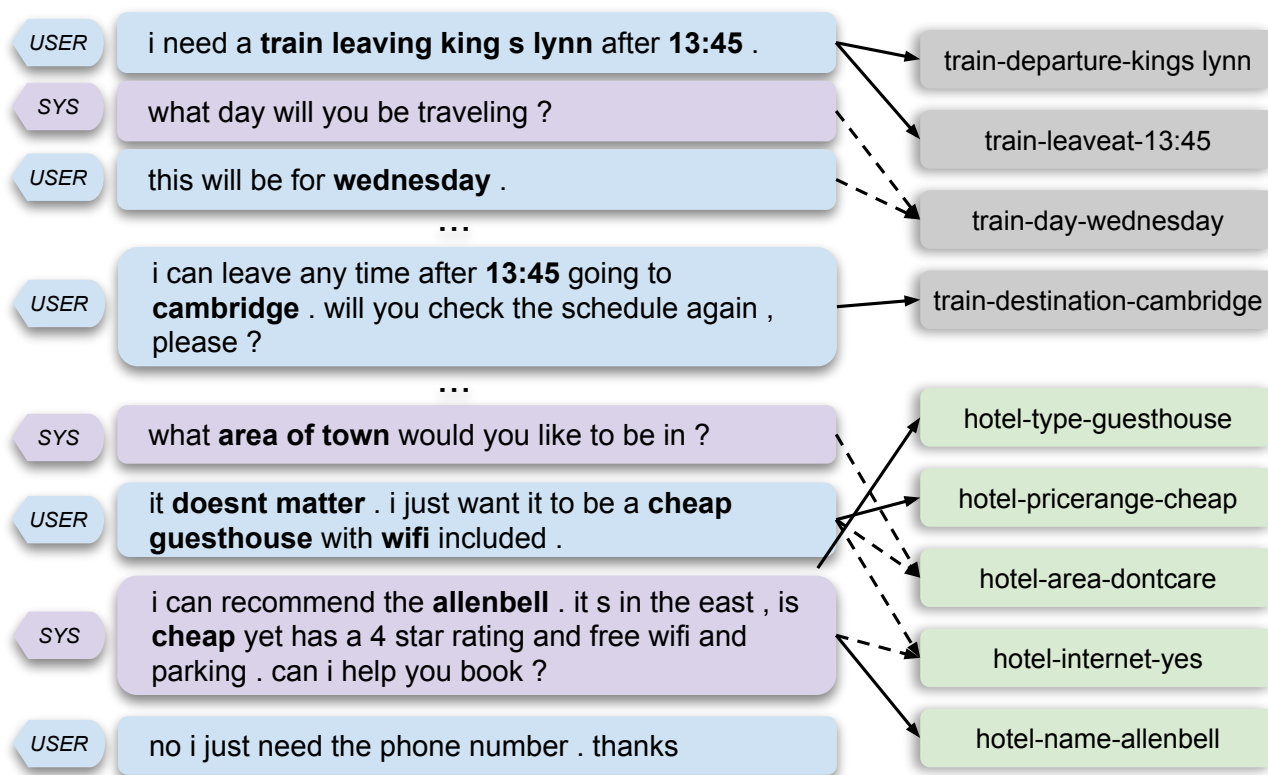 USER
i need a train leaving king s lynn after 13:45 .
train-departure-kings lynn
SYS
what day will you be traveling ?
train-leaveat-13:45
USER
this will be for wednesday .
train-day-wednesday
...
USER
i can leave any time after 13:45 going to
cambridge . will you check the schedule again ,
please ?
train-destination-cambridge
...
SYS
what area of town would you like to be in ?
hotel-type-guesthouse
USER
it doesnt matter . i just want it to be a cheap
guesthouse with wifi included .
hotel-pricerange-cheap
hotel-area-dontcare
SYS
i can recommend the allenbell . it s in the east , is
cheap yet has a 4 star rating and free wifi and
parking . can i help you book ?
hotel-internet-yes
USER
no i just need the phone number . thanks
hotel-name-allenbell